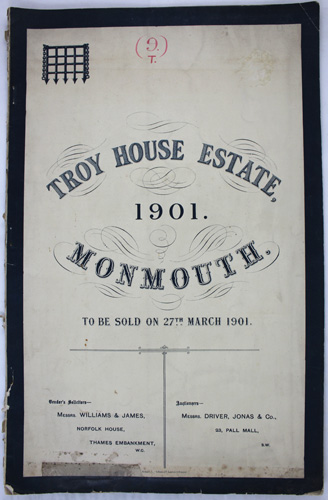 (D.)
T.
TROY HOUSE ESTATE,
1901.
MONMOUTH.
TO BE SOLD ON 27TH MARCH 1901.
Vendor's Solicitors—
MESSRS. WILLIAMS & JAMES,
NORFOLK HOUSE,
THAMES EMBANKMENT,
W.C.
Auctioneers—
MESSRS. DRIVER, JONAS & Co.,
23, PALL MALL,
S.W.